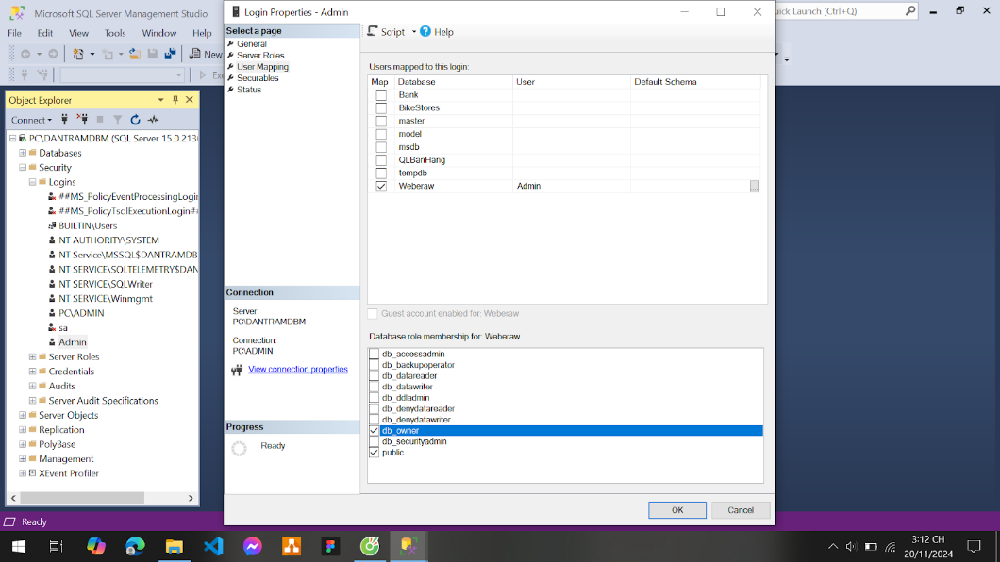 Microsoft SQL Server Management Studio
ick Launch (Ctrl+Q)
File Edit View Tools Window Help
New
Exe
Object Explorer
Connect
PC\DANTRAMDBM (SQL Server 15.0.213
Databases
Security
Logins
##MS_PolicyEventProcessingLogin
##MS_PolicyTsqlExecutionLogin##
BUILTIN\Users
NT AUTHORITY\SYSTEM
NT Service\MSSQL$DANTRAMDB
NT SERVICE\SQLTELEMETRY$DAN
NT SERVICE\SQLWriter
NT SERVICE\Winmgmt
PC\ADMIN
sa
Admin
Server Roles
Credentials
Audits
Server Audit Specifications
Server Objects
Replication
PolyBase
Management
XEvent Profiler
Login Properties - Admin
Select a page
General
Server Roles
User Mapping
Securables
Status
Connection
Server:
PC\DANTRAMDBM
Connection:
PC\ADMIN
View connection properties
Progress
Ready
Script Help
Users mapped to this login:
Map Database User Default Schema
Bank
BikeStores
master
model
msdb
QLBanHang
tempdb
Weberaw Admin ...
Guest account enabled for: Weberaw
Database role membership for: Weberaw
db_accessadmin
db_backupoperator
db_datareader
db_datawriter
db_ddladmin
db_denydatareader
db_denydatawriter
db_owner
db_securityadmin
public
OK Cancel
Ready
3:12 CH
20/11/2024